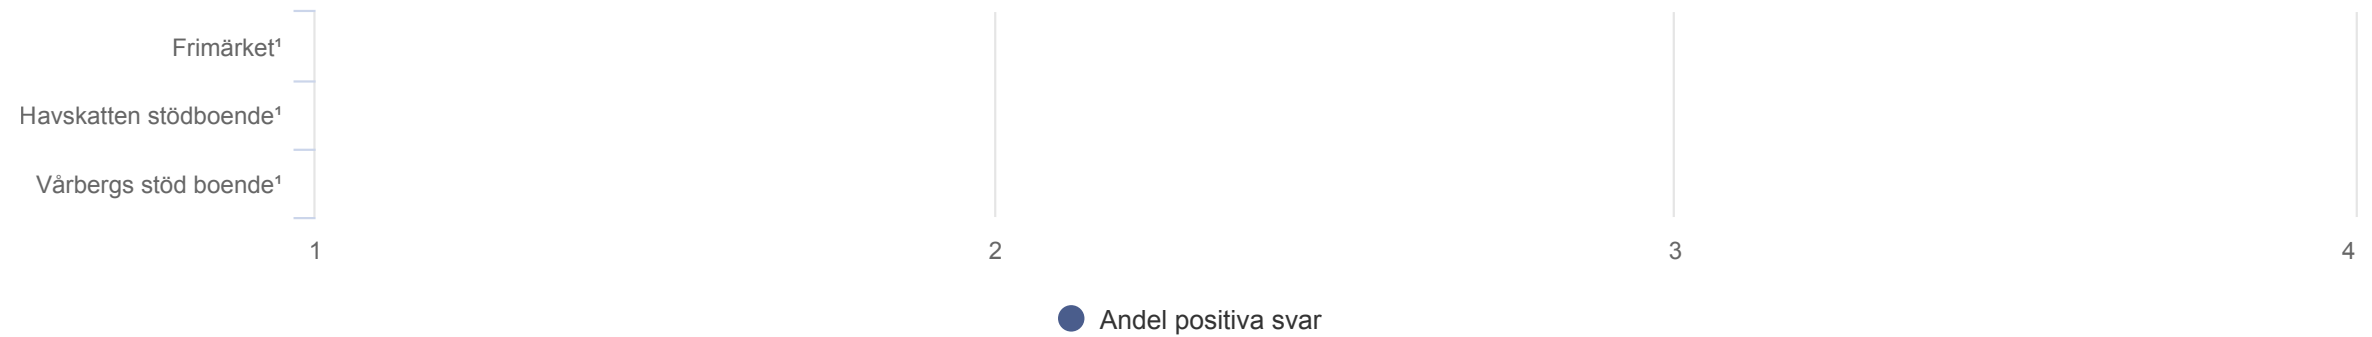 Frimärket¹
Havskatten stödboende¹
Vårbergs stöd boende¹
1 2 3 4
Andel positiva svar